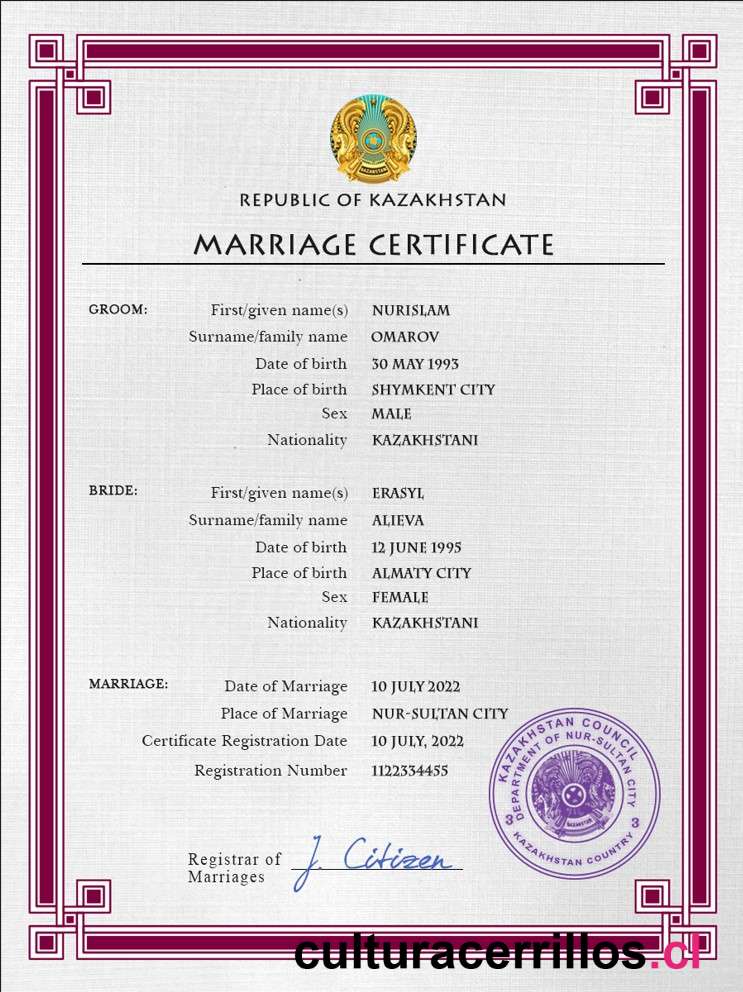 KAZAKHSTAN
REPUBLIC OF KAZAKHSTAN
MARRIAGE CERTIFICATE
GROOM: First/given name(s) NURISLAM
Surname/family name OMAROV
Date of birth 30 MAY 1993
Place of birth SHYMKENT CITY
Sex MALE
Nationality KAZAKHSTANI
BRIDE: First/given name(s) ERASYL
Surname/family name ALIEVA
Date of birth 12 JUNE 1995
Place of birth ALMATY CITY
Sex FEMALE
Nationality KAZAKHSTANI
MARRIAGE: Date of Marriage 10 JULY 2022
Place of Marriage NUR-SULTAN CITY
Certificate Registration Date 10 JULY, 2022
Registration Number 1122334455
KAZAKHSTAN COUNCIL
DEPARTMENT OF NUR-SULTAN CITY
3 3
KAZAKHSTAN COUNTRY
Registrar of
Marriages
J. Citizen
culturacerrillos.cl